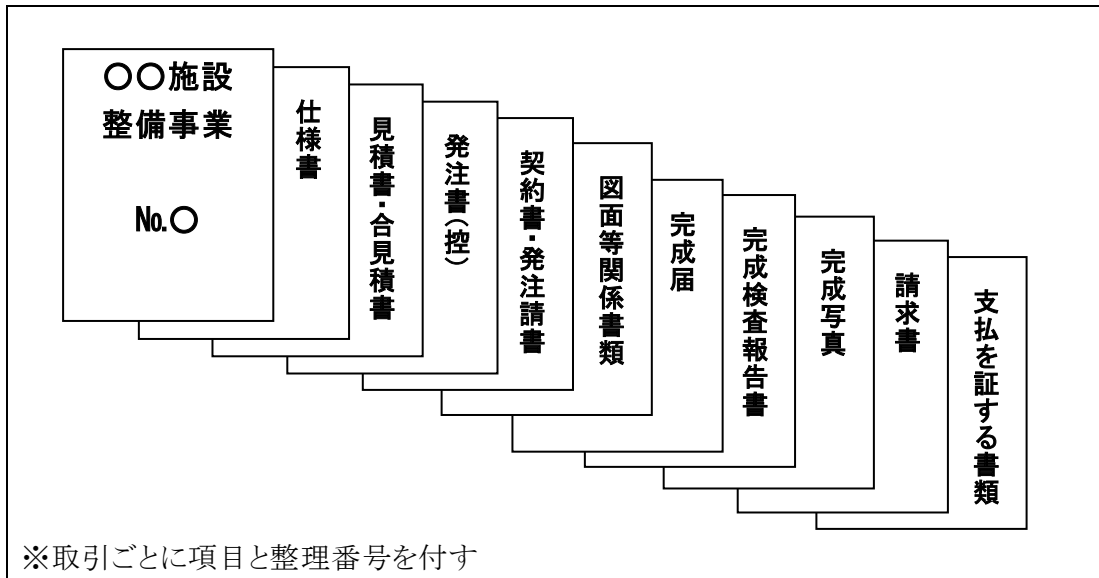 〇〇施設
整備事業
№〇
仕様書
見積書・合見積書
発注書(控)
契約書・発注請書
図面等関係書類
完成届
完成検査報告書
完成写真
請求書
支払を証する書類
※取引ごとに項目と整理番号を付す